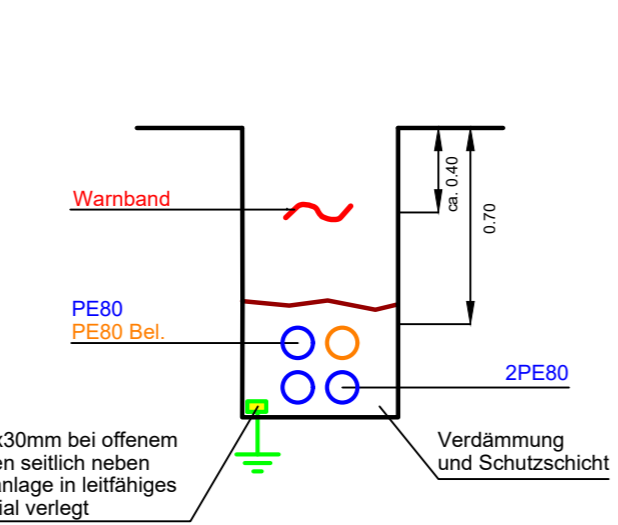 Warnband
ca. 0.40
0.70
PE80
PE80 Bel.
2PE80
x30mm bei offenem
en seitlich neben
anlage in leitfähiges
ial verlegt
Verdämmung
und Schutzschicht